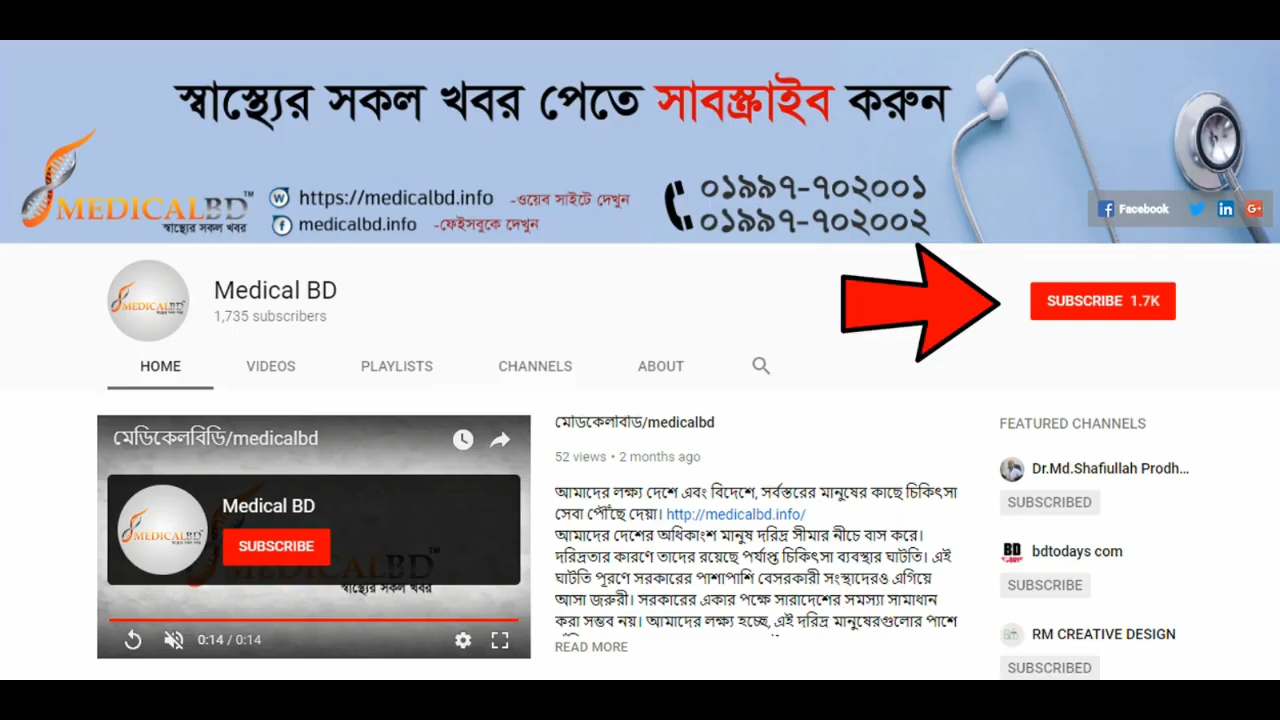 স্বাস্থ্যের সকল খবর পেতে সাবস্ক্রাইব করুন
MEDICALBD™
স্বাস্থ্যের সকল খবর
https://medicalbd.info -ওয়েব সাইটে দেখুন
medicalbd.info -ফেইসবুকে দেখুন
০১৯৯৭-৭০২০০১
০১৯৯৭-৭০২০০২
Facebook
Medical BD
1,735 subscribers
SUBSCRIBE 1.7K
HOME VIDEOS PLAYLISTS CHANNELS ABOUT
মেডিকেলবিডি/medicalbd
Medical BD
SUBSCRIBE
স্বাস্থ্যের সকল খবর
0:14 / 0:14
মেডিকেলবিডি/medicalbd
52 views • 2 months ago
আমাদের লক্ষ্য দেশে এবং বিদেশে, সর্বস্তরের মানুষের কাছে চিকিৎসা
সেবা পৌঁছে দেয়া। http://medicalbd.info/
আমাদের দেশের অধিকাংশ মানুষ দরিদ্র সীমার নীচে বাস করে।
দরিদ্রতার কারণে তাদের রয়েছে পর্যাপ্ত চিকিৎসা ব্যবস্থার ঘাটতি। এই
ঘাটতি পূরণে সরকারের পাশাপাশি বেসরকারী সংস্থাদেরও এগিয়ে
আসা জরুরী। সরকারের একার পক্ষে সারাদেশের সমস্যা সামাধান
করা সম্ভব নয়। আমাদের লক্ষ্য হচ্ছে, এই দরিদ্র মানুষেরগুলোর পাশে
READ MORE
FEATURED CHANNELS
Dr.Md.Shafiullah Prodh...
SUBSCRIBED
bdtodays com
SUBSCRIBE
RM CREATIVE DESIGN
SUBSCRIBED